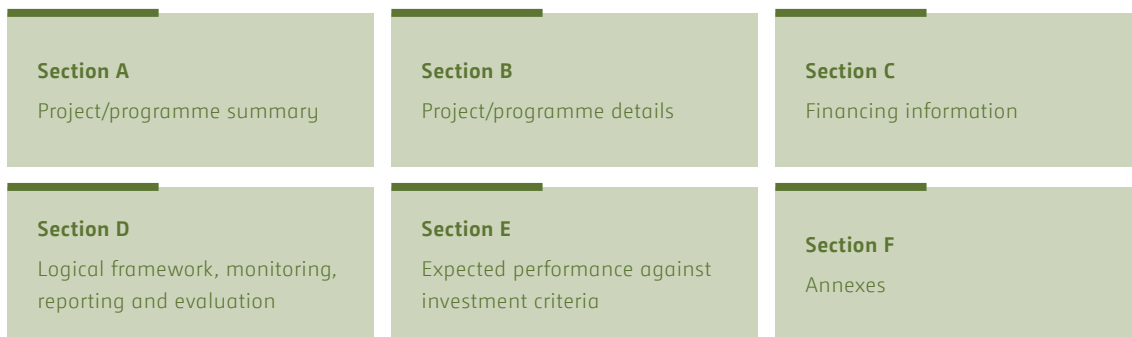 Section A
Project/programme summary
Section B
Project/programme details
Section C
Financing information
Section D
Logical framework, monitoring,
reporting and evaluation
Section E
Expected performance against
investment criteria
Section F
Annexes